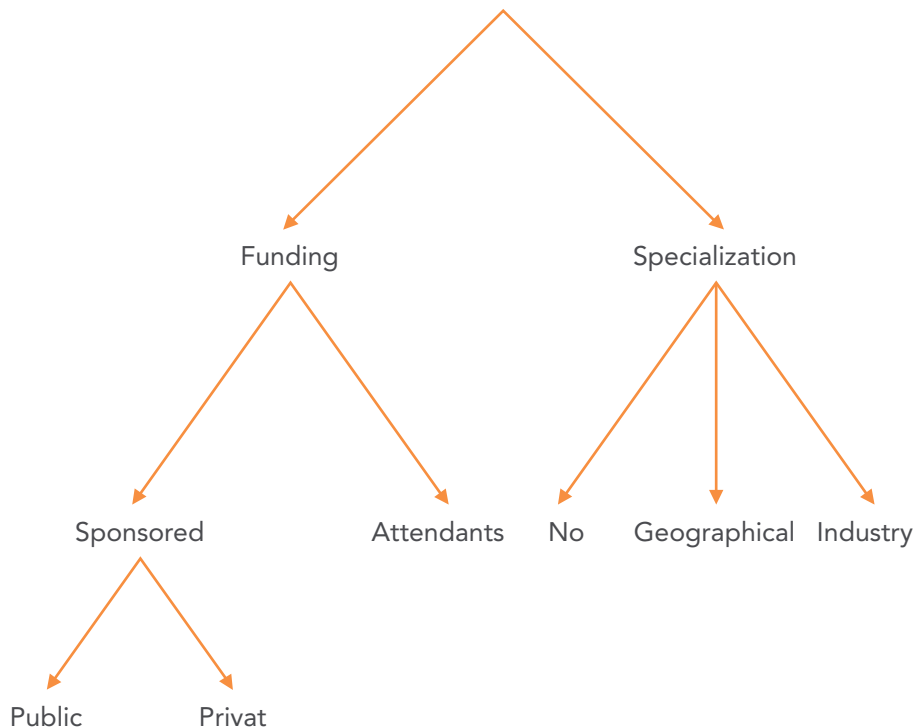 Funding
Specialization
Sponsored
Attendants
No
Geographical
Industry
Public
Privat